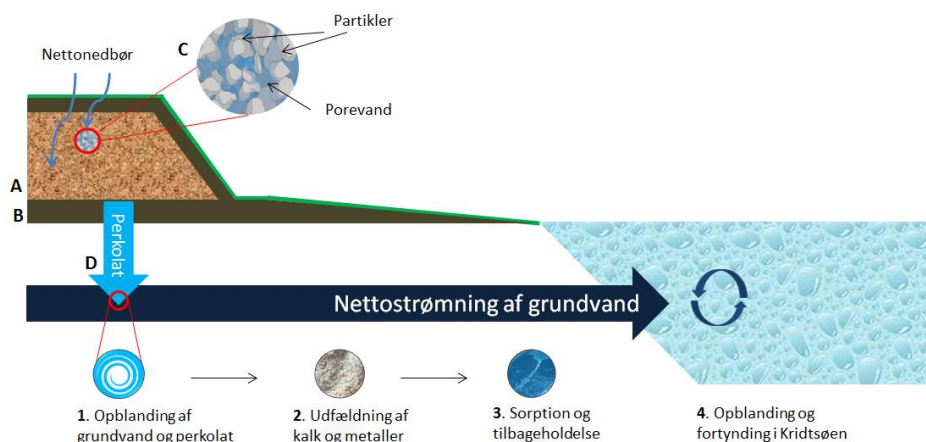 Nettonedbør
C
Partikler
Porevand
A
B
Perkolat
D
Nettostrømning af grundvand
1. Opblanding af
grundvand og perkolat
2. Udfældning af
kalk og metaller
3. Sorption og
tilbageholdelse
4. Opblanding og
fortynding i Kridtsøen